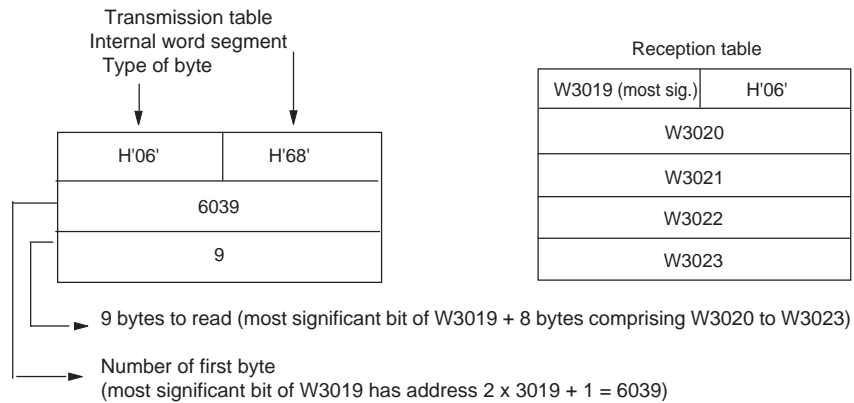 Transmission table
Internal word segment
Type of byte
H'06' H'68'
6039
9
Reception table
W3019 (most sig.) H'06'
W3020
W3021
W3022
W3023
9 bytes to read (most significant bit of W3019 + 8 bytes comprising W3020 to W3023)
Number of first byte
(most significant bit of W3019 has address 2 x 3019 + 1 = 6039)